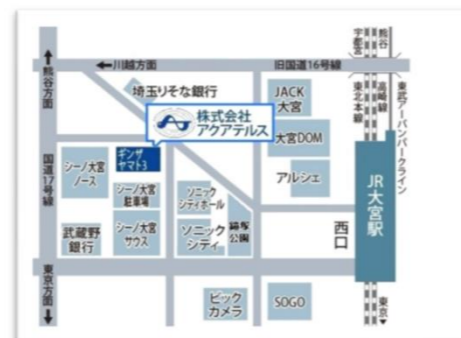 熊谷方面
川越方面
旧国道16号線
宇都宮
熊谷
埼玉りそな銀行
JACK
大宮
東北本線
高崎線
東武アーバンパークライン
株式会社
アクアテルス
大宮DOM
国道17号線
シーノ大宮
ノース
ギンザ
ヤマト3
シーノ大宮
駐車場
ソニック
シティホール
アルシェ
JR大宮駅
武蔵野
銀行
シーノ大宮
サウス
ソニック
シティ
鐘塚
公園
西口
東京方面
ビック
カメラ
SOGO
東京